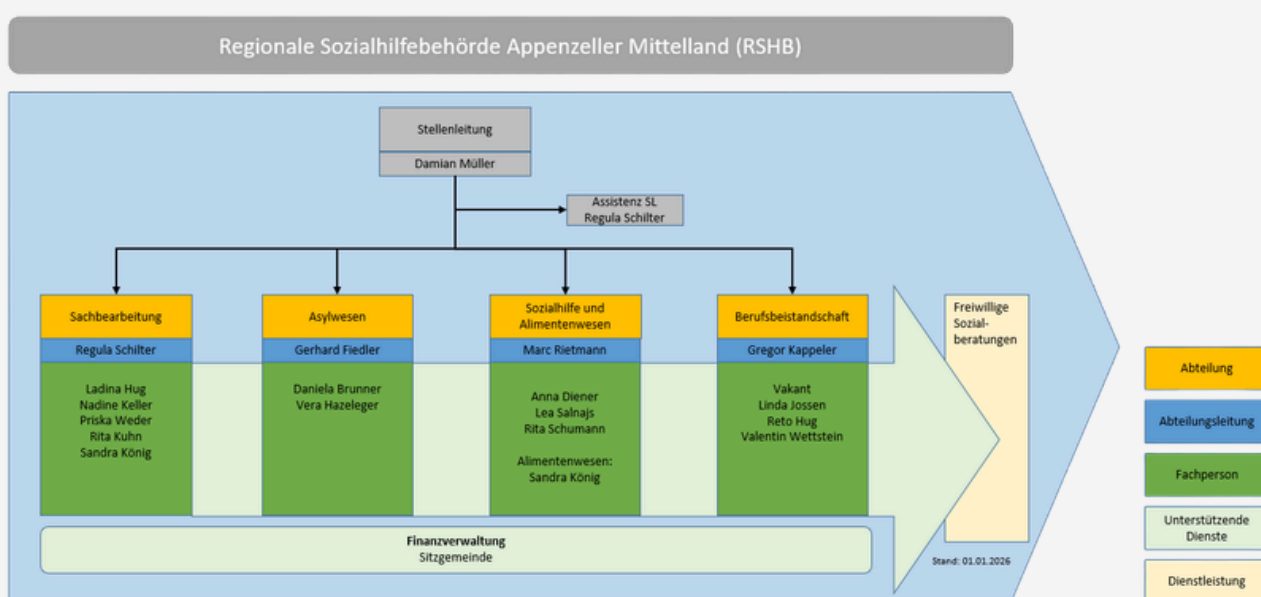 Regionale Sozialhilfebehörde Appenzeller Mittelland (RSHB)
Stellenleitung
Damian Müller
Assistenz SL
Regula Schilter
Sachbearbeitung
Regula Schilter
Ladina Hug
Nadine Keller
Priska Weder
Rita Kuhn
Sandra König
Asylwesen
Gerhard Fiedler
Daniela Brunner
Vera Hazeleger
Sozialhilfe und
Alimentenwesen
Marc Rietmann
Anna Diener
Lea Salnajs
Rita Schumann
Alimentenwesen:
Sandra König
Berufsbeistandschaft
Gregor Kappeler
Vakant
Linda Jossen
Reto Hug
Valentin Wettstein
Freiwillige
Sozial-
beratungen
Finanzverwaltung
Sitzgemeinde
Stand: 01.01.2026
Abteilung
Abteilungsleitung
Fachperson
Unterstützende
Dienste
Dienstleistung